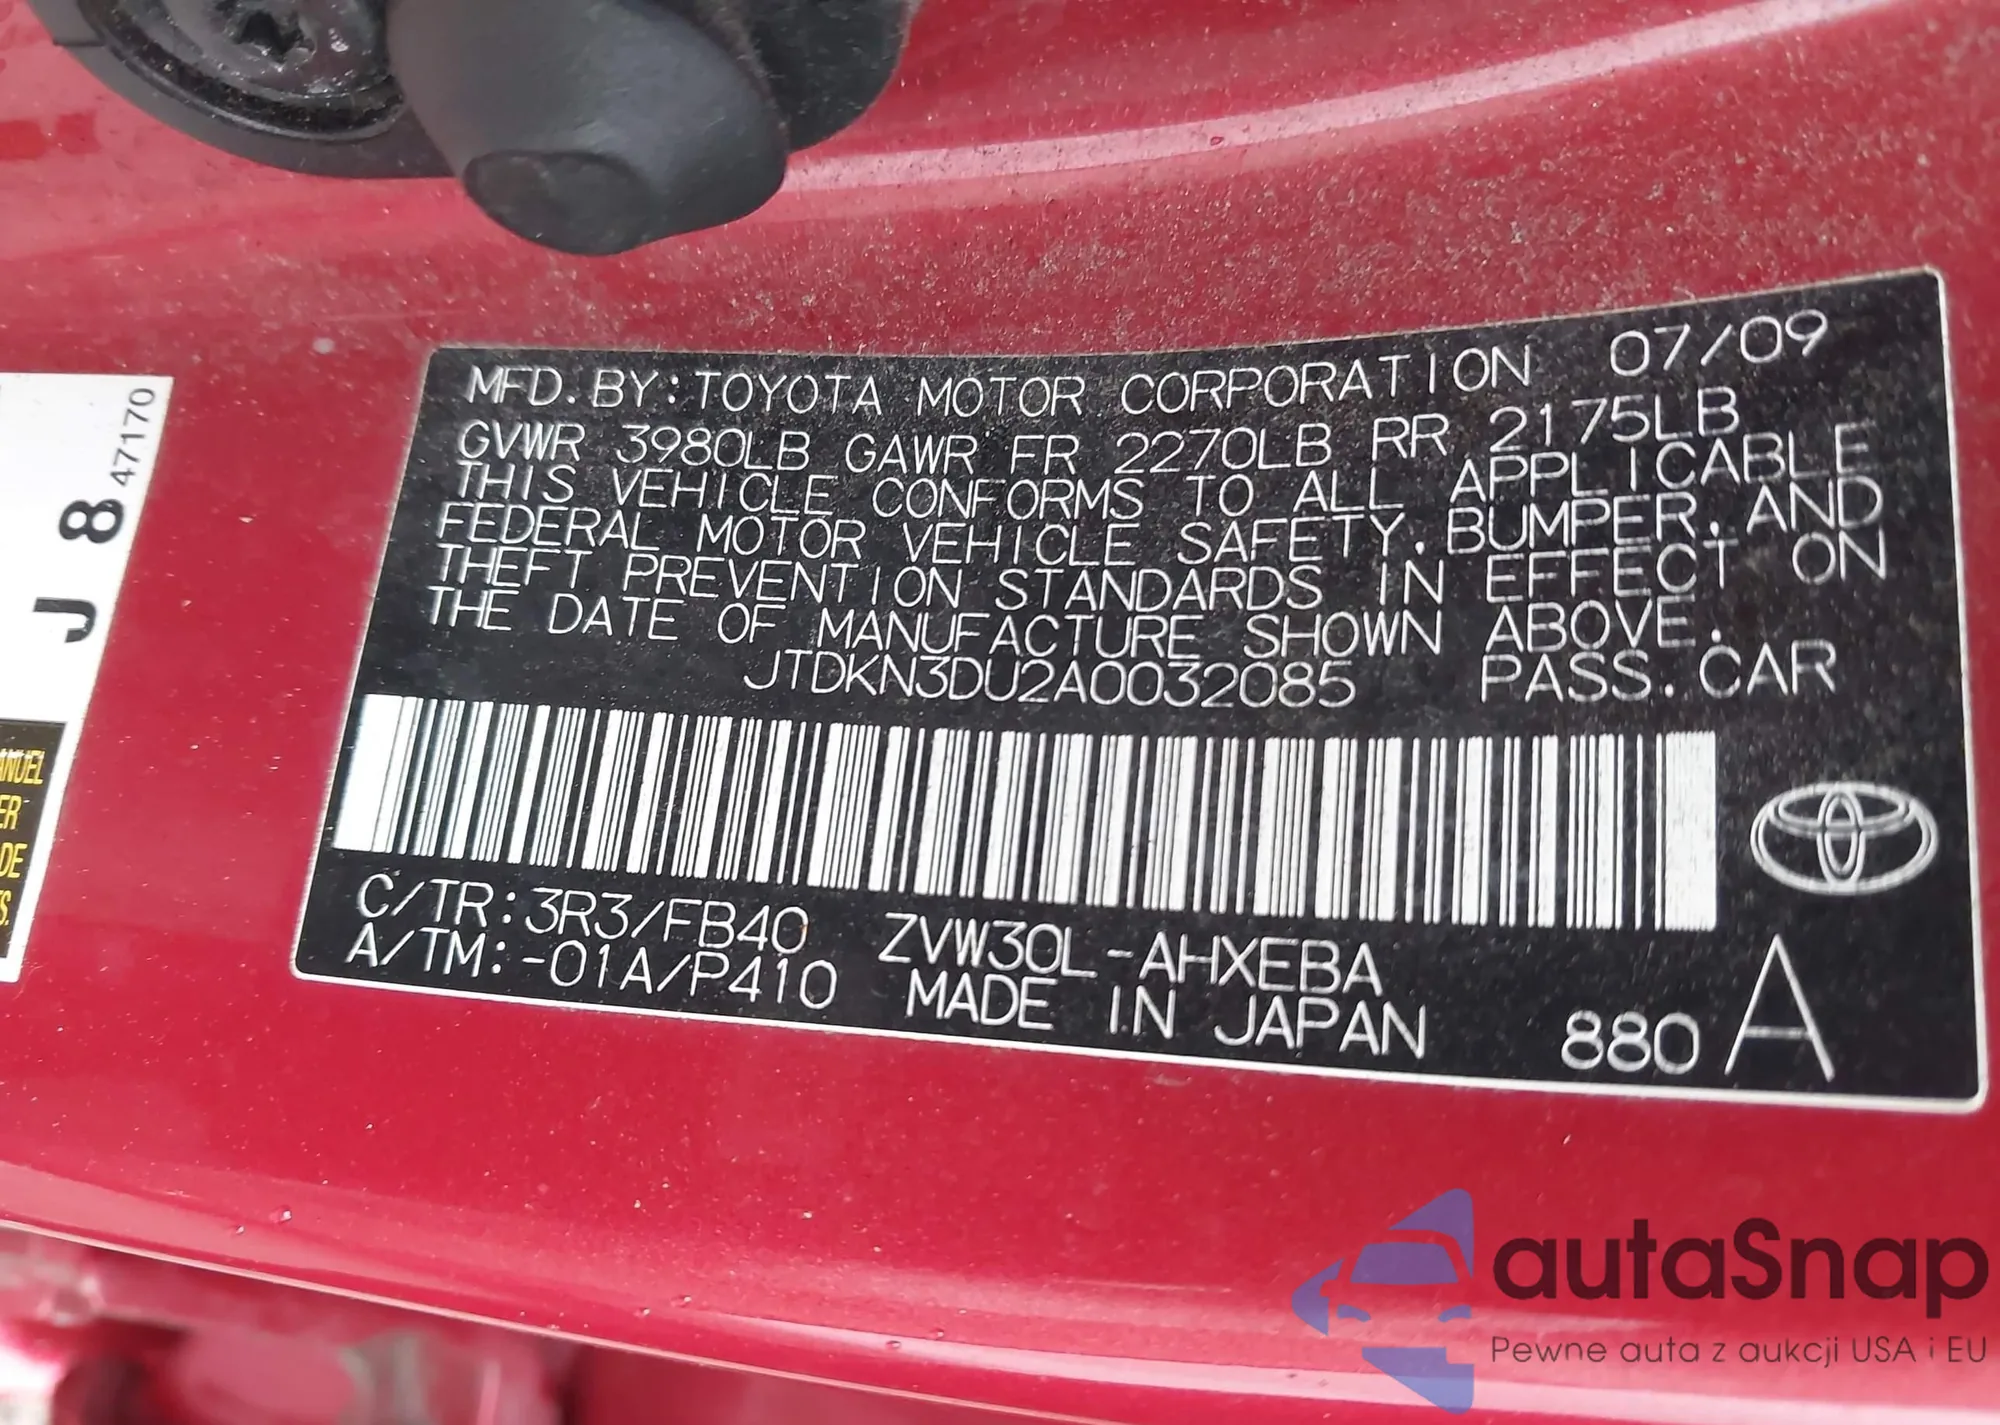 MFD. BY: TOYOTA MOTOR CORPORATION 07/09
GVWR 3980LB GAWR FR 2270LB RR 2175LB
THIS VEHICLE CONFORMS TO ALL APPLICABLE
FEDERAL MOTOR VEHICLE SAFETY, BUMPER, AND
THEFT PREVENTION STANDARDS IN EFFECT ON
THE DATE OF MANUFACTURE SHOWN ABOVE.
JTDKN3DU2A0032085 PASS. CAR
C/TR: 3R3/FB40 ZVW30L-AHXEBA
A/TM: -01A/P410 MADE IN JAPAN 880 A
J 8 47170
autaSnap
Pewne auta z aukcji USA i EU